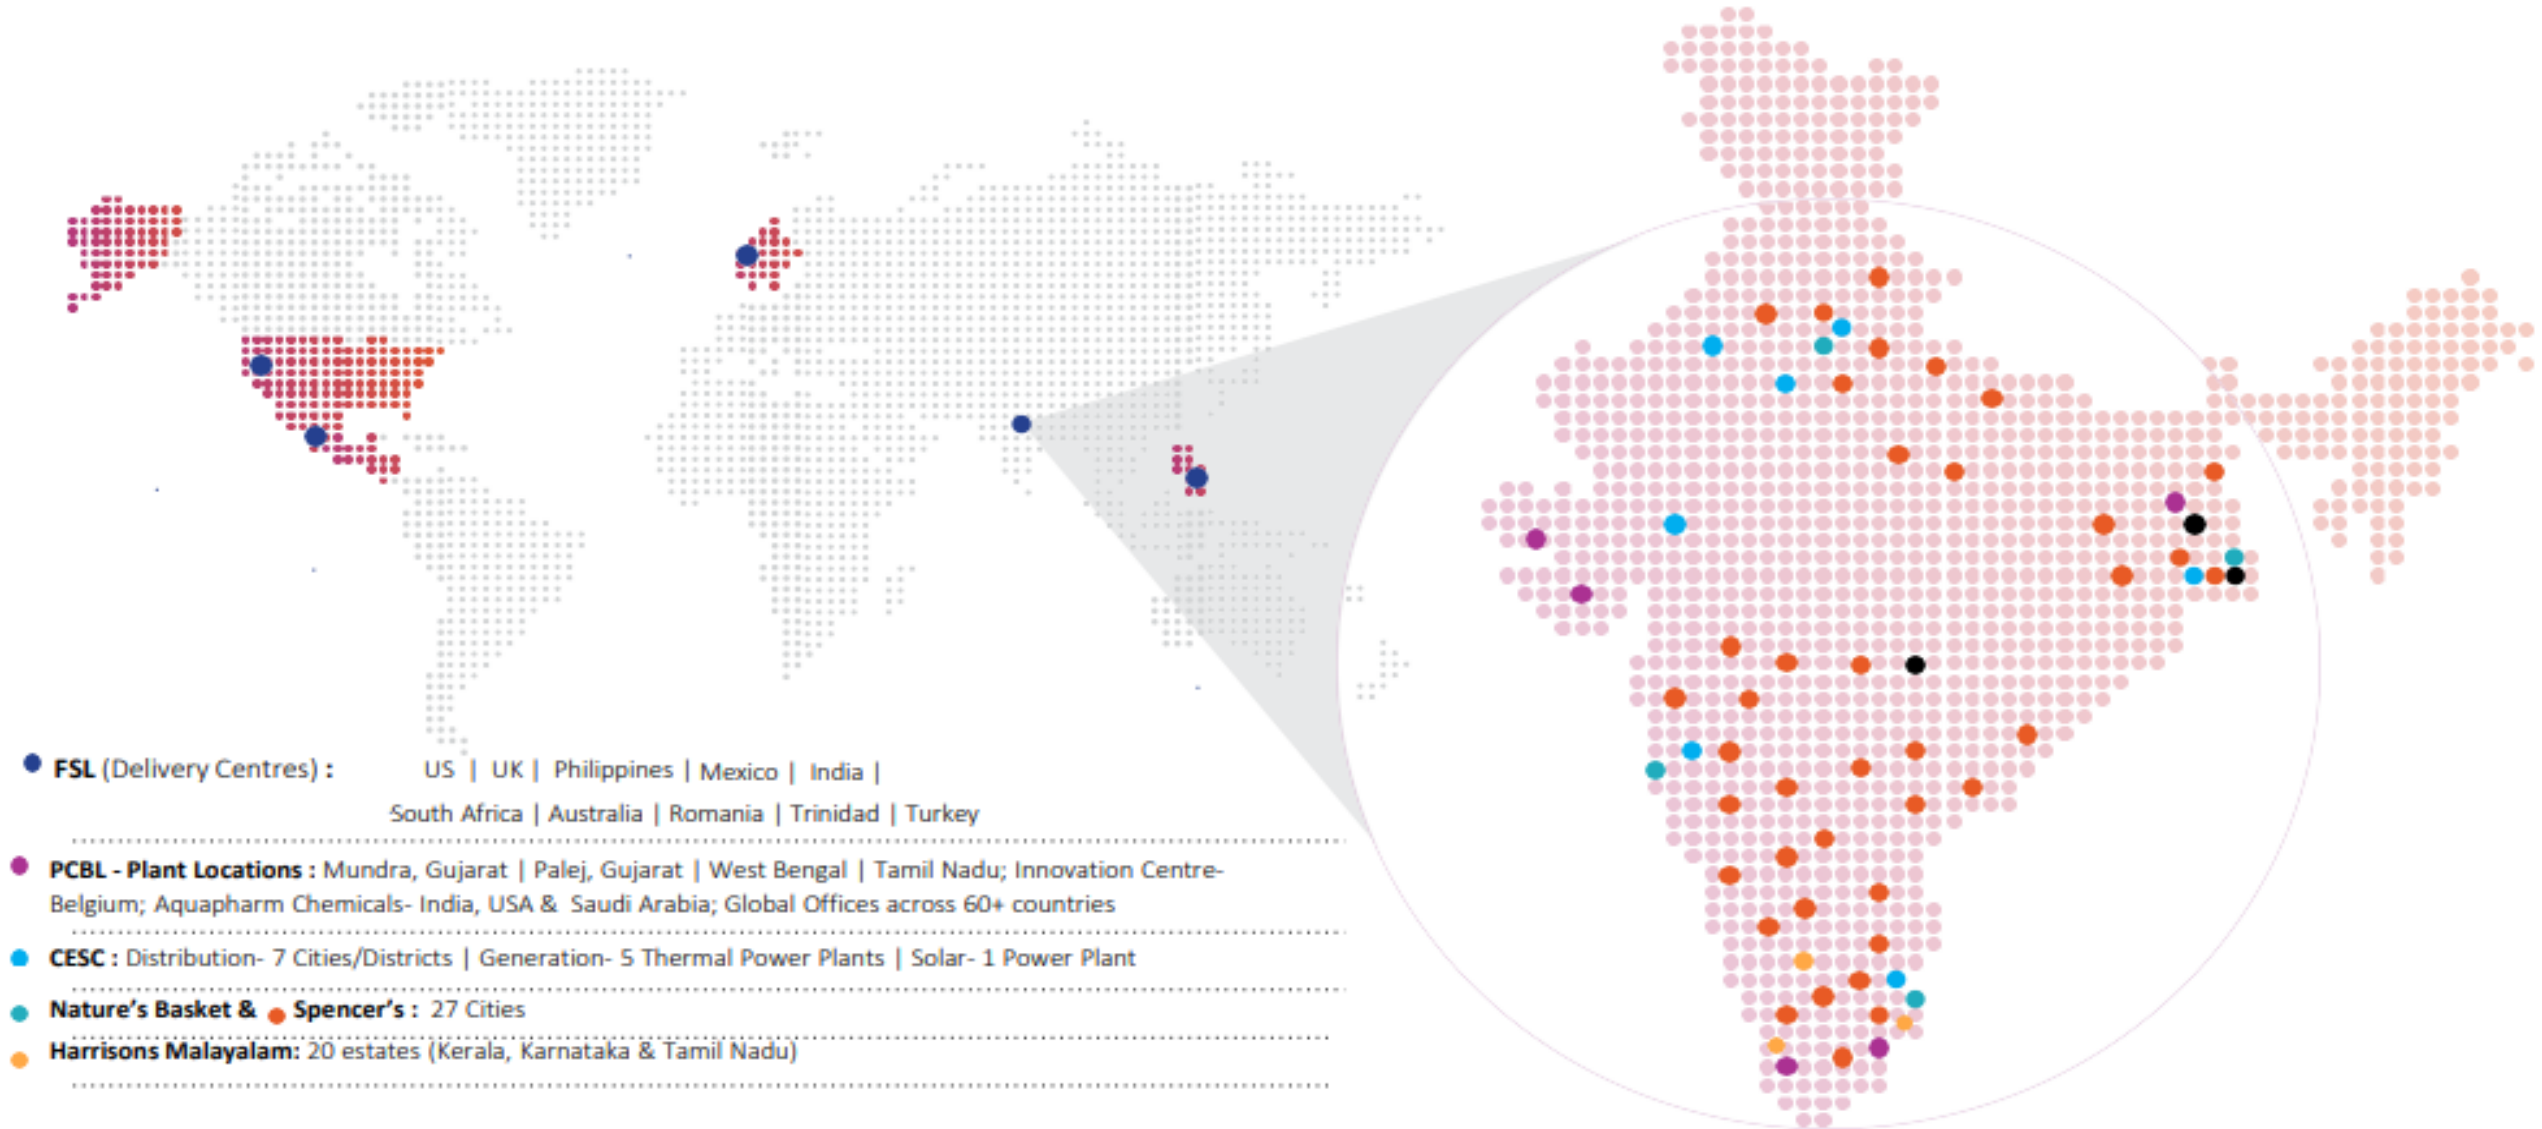 FSL (Delivery Centres) : US | UK | Philippines | Mexico | India |
South Africa | Australia | Romania | Trinidad | Turkey
PCBL - Plant Locations : Mundra, Gujarat | Palej, Gujarat | West Bengal | Tamil Nadu; Innovation Centre-
Belgium; Aquapharm Chemicals- India, USA & Saudi Arabia; Global Offices across 60+ countries
CESC : Distribution- 7 Cities/Districts | Generation- 5 Thermal Power Plants | Solar- 1 Power Plant
Nature's Basket & Spencer's : 27 Cities
Harrisons Malayalam: 20 estates (Kerala, Karnataka & Tamil Nadu)